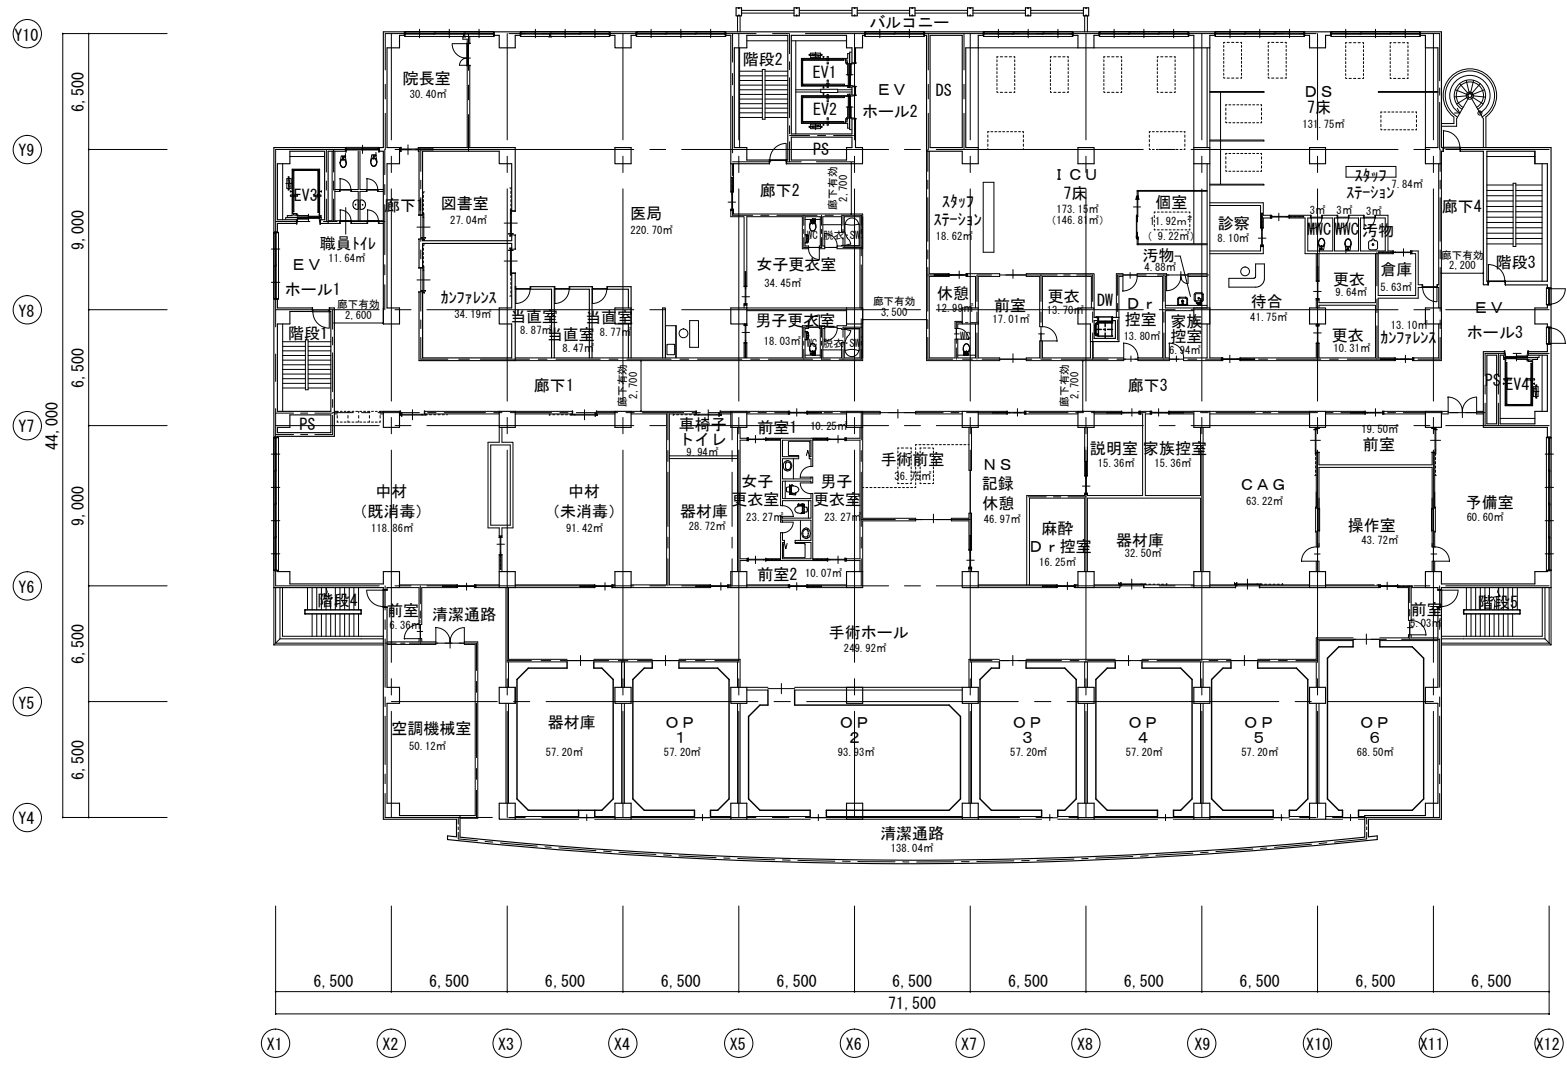 バルコニー
Y10
6,500
Y9
9,000
Y8
6,500
Y7
44,000
9,000
Y6
6,500
Y5
6,500
Y4
院長室
30.40㎡
階段2
EV1
EV2
PS
EV
ホール2
DS
ICU
7床
173.15㎡
(146.81㎡)
DS
7床
131.75㎡
スタッフ
ステーション
7.84㎡
EV3
廊下1
職員トイレ
11.64㎡
EV
ホール1
廊下有効
2,600
図書室
27.04㎡
カンファレンス
34.19㎡
医局
220.70㎡
廊下2
廊下有効
2,700
WC
脱衣
SW
女子更衣室
34.45㎡
男子更衣室
18.03㎡
WC
脱衣
SW
当直室
8.87㎡
当直室
8.47㎡
当直室
8.77㎡
廊下有効
3,500
スタッフ
ステーション
18.62㎡
個室
11.92㎡
(9.22㎡)
汚物
4.88㎡
休憩
12.99㎡
WC
前室
17.01㎡
更衣
13.70㎡
DW
Dr
控室
13.80㎡
家族
控室
6.94㎡
診察
8.10㎡
3㎡
3㎡
3㎡
MWC
WWC
汚物
待合
41.75㎡
更衣
9.64㎡
倉庫
5.63㎡
更衣
10.31㎡
13.10㎡
カンファレンス
廊下4
廊下有効
2,200
階段3
EV
ホール3
PS
EV4
階段1
PS
廊下1
廊下有効
2,700
廊下有効
2,700
廊下3
中材
(既消毒)
118.86㎡
中材
(未消毒)
91.42㎡
車椅子
トイレ
9.94㎡
器材庫
28.72㎡
前室1
10.25㎡
女子
更衣室
23.27㎡
男子
更衣室
23.27㎡
前室2
10.07㎡
手術前室
36.75㎡
NS
記録
休憩
46.97㎡
説明室
15.36㎡
家族控室
15.36㎡
麻酔
Dr控室
16.25㎡
器材庫
32.50㎡
CAG
63.22㎡
19.50㎡
前室
操作室
43.72㎡
予備室
60.60㎡
階段4
前室
6.36㎡
清潔通路
手術ホール
249.92㎡
前室
階段5
空調機械室
50.12㎡
器材庫
57.20㎡
OP
1
57.20㎡
OP
2
93.93㎡
OP
3
57.20㎡
OP
4
57.20㎡
OP
5
57.20㎡
OP
6
68.50㎡
清潔通路
138.04㎡
6,500 6,500 6,500 6,500 6,500 6,500 6,500 6,500 6,500 6,500 6,500
71,500
X1 X2 X3 X4 X5 X6 X7 X8 X9 X10 X11 X12